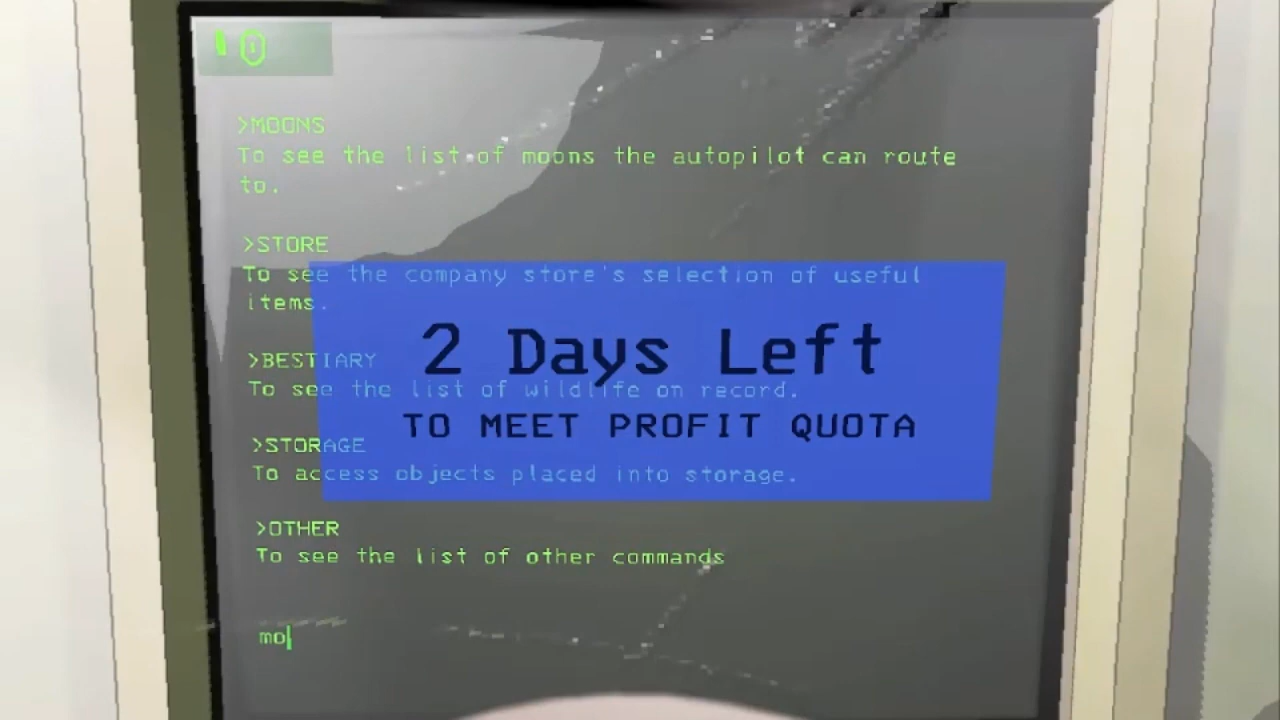 >MOONS
To see the list of moons the autopilot can route
to.
>STORE
To see the company store's selection of useful
items.
2 Days Left
>BESTIARY
To see the list of wildlife on record.
TO MEET PROFIT QUOTA
>STORAGE
To access objects placed into storage.
>OTHER
To see the list of other commands
mo